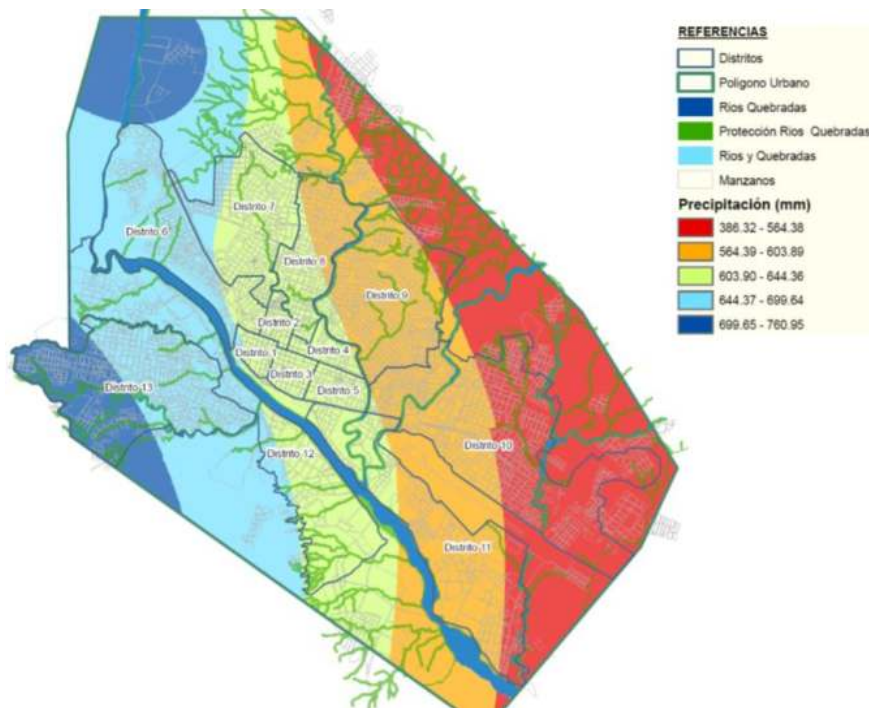 REFERENCIAS
Distritos
Poligono Urbano
Rios Quebradas
Protección Rios Quebradas
Rios y Quebradas
Manzanos
Precipitación (mm)
386.32 - 564.38
564.39 - 603.89
603.90 - 644.36
644.37 - 699.64
699.65 - 760.95
Distrito 7
Distrito 6
Distrito 8
Distrito 9
Distrito 2
Distrito 1
Distrito 4
Distrito 3
Distrito 13
Distrito 5
Distrito 10
Distrito 12
Distrito 11